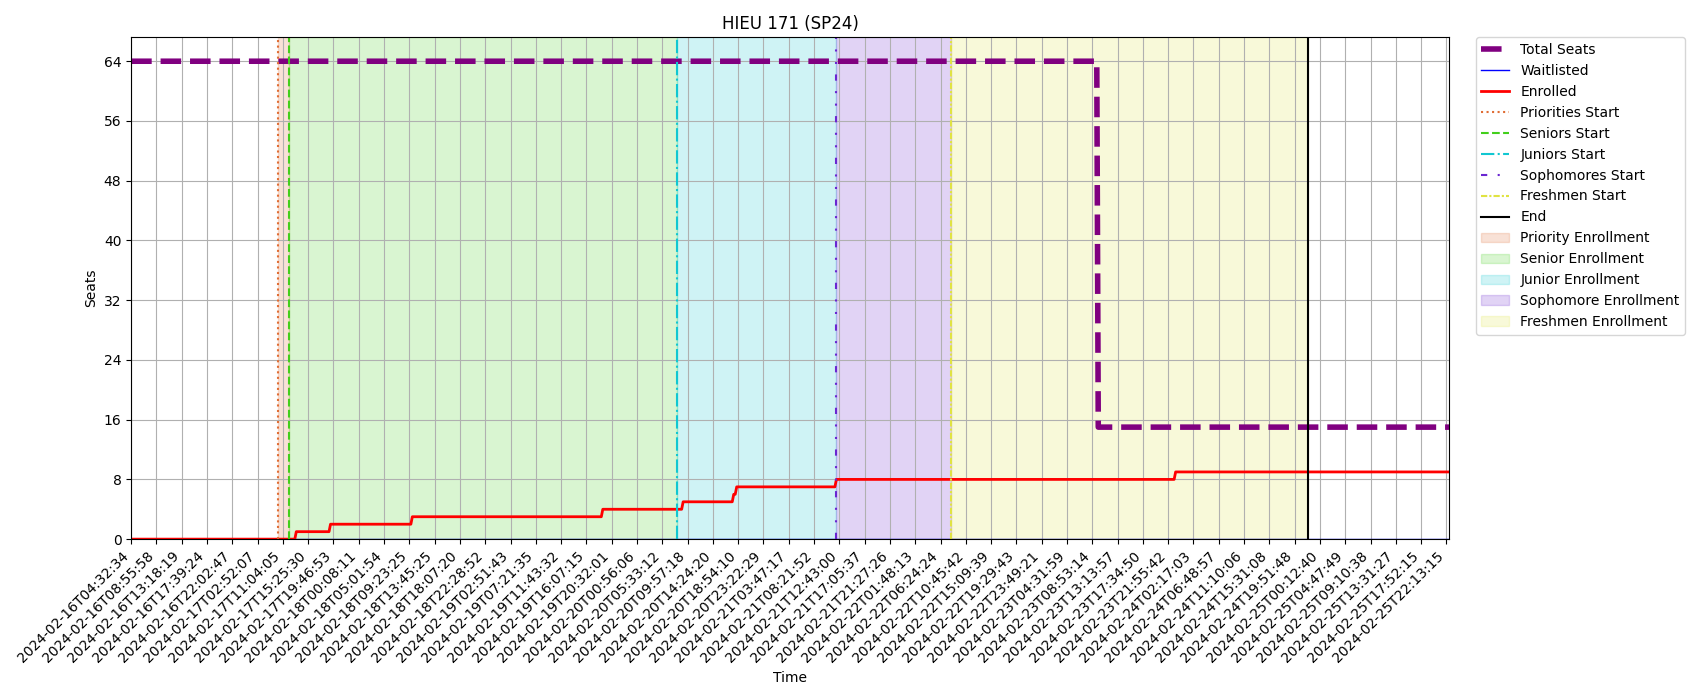 HIEU 171 (SP24)
Total Seats
Waitlisted
Enrolled
Priorities Start
Seniors Start
Juniors Start
Sophomores Start
Freshmen Start
End
Priority Enrollment
Senior Enrollment
Junior Enrollment
Sophomore Enrollment
Freshmen Enrollment
Seats
64
56
48
40
32
24
16
8
0
2024-02-16T04:32:34
2024-02-16T08:55:58
2024-02-16T13:18:19
2024-02-16T17:39:24
2024-02-16T22:02:47
2024-02-17T02:52:07
2024-02-17T11:04:05
2024-02-17T15:25:30
2024-02-17T19:46:53
2024-02-18T00:08:11
2024-02-18T05:01:54
2024-02-18T09:23:25
2024-02-18T13:45:25
2024-02-18T18:07:20
2024-02-18T22:28:52
2024-02-19T02:51:43
2024-02-19T07:21:35
2024-02-19T11:43:32
2024-02-19T16:07:15
2024-02-19T20:32:01
2024-02-20T00:56:06
2024-02-20T05:33:12
2024-02-20T09:57:18
2024-02-20T14:24:20
2024-02-20T18:54:10
2024-02-20T23:22:29
2024-02-21T03:47:17
2024-02-21T08:21:52
2024-02-21T12:43:00
2024-02-21T17:05:37
2024-02-21T21:27:26
2024-02-22T01:48:13
2024-02-22T06:24:24
2024-02-22T10:45:42
2024-02-22T15:09:39
2024-02-22T19:29:43
2024-02-22T23:49:21
2024-02-23T04:31:59
2024-02-23T08:53:14
2024-02-23T13:13:57
2024-02-23T17:34:50
2024-02-23T21:55:42
2024-02-24T02:17:03
2024-02-24T06:48:57
2024-02-24T11:10:06
2024-02-24T15:31:08
2024-02-24T19:51:48
2024-02-25T00:12:40
2024-02-25T04:47:49
2024-02-25T09:10:38
2024-02-25T13:31:27
2024-02-25T17:52:15
2024-02-25T22:13:15
Time